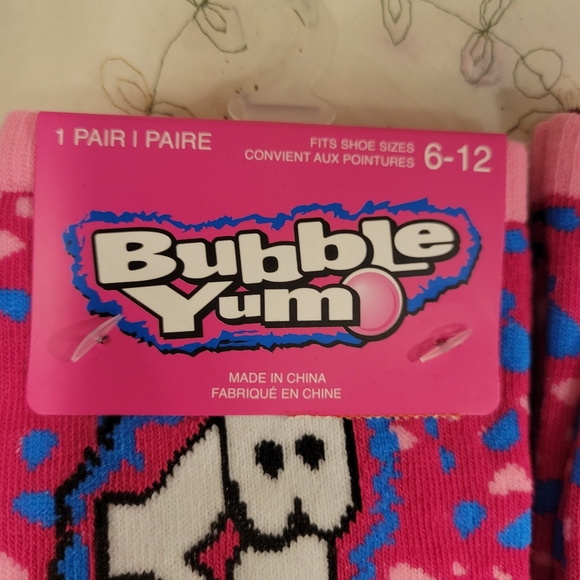 1 PAIR I PAIRE
FITS SHOE SIZES
CONVIENT AUX POINTURES
6-12
Bubble
Yum
MADE IN CHINA
FABRIQUÉ EN CHINE